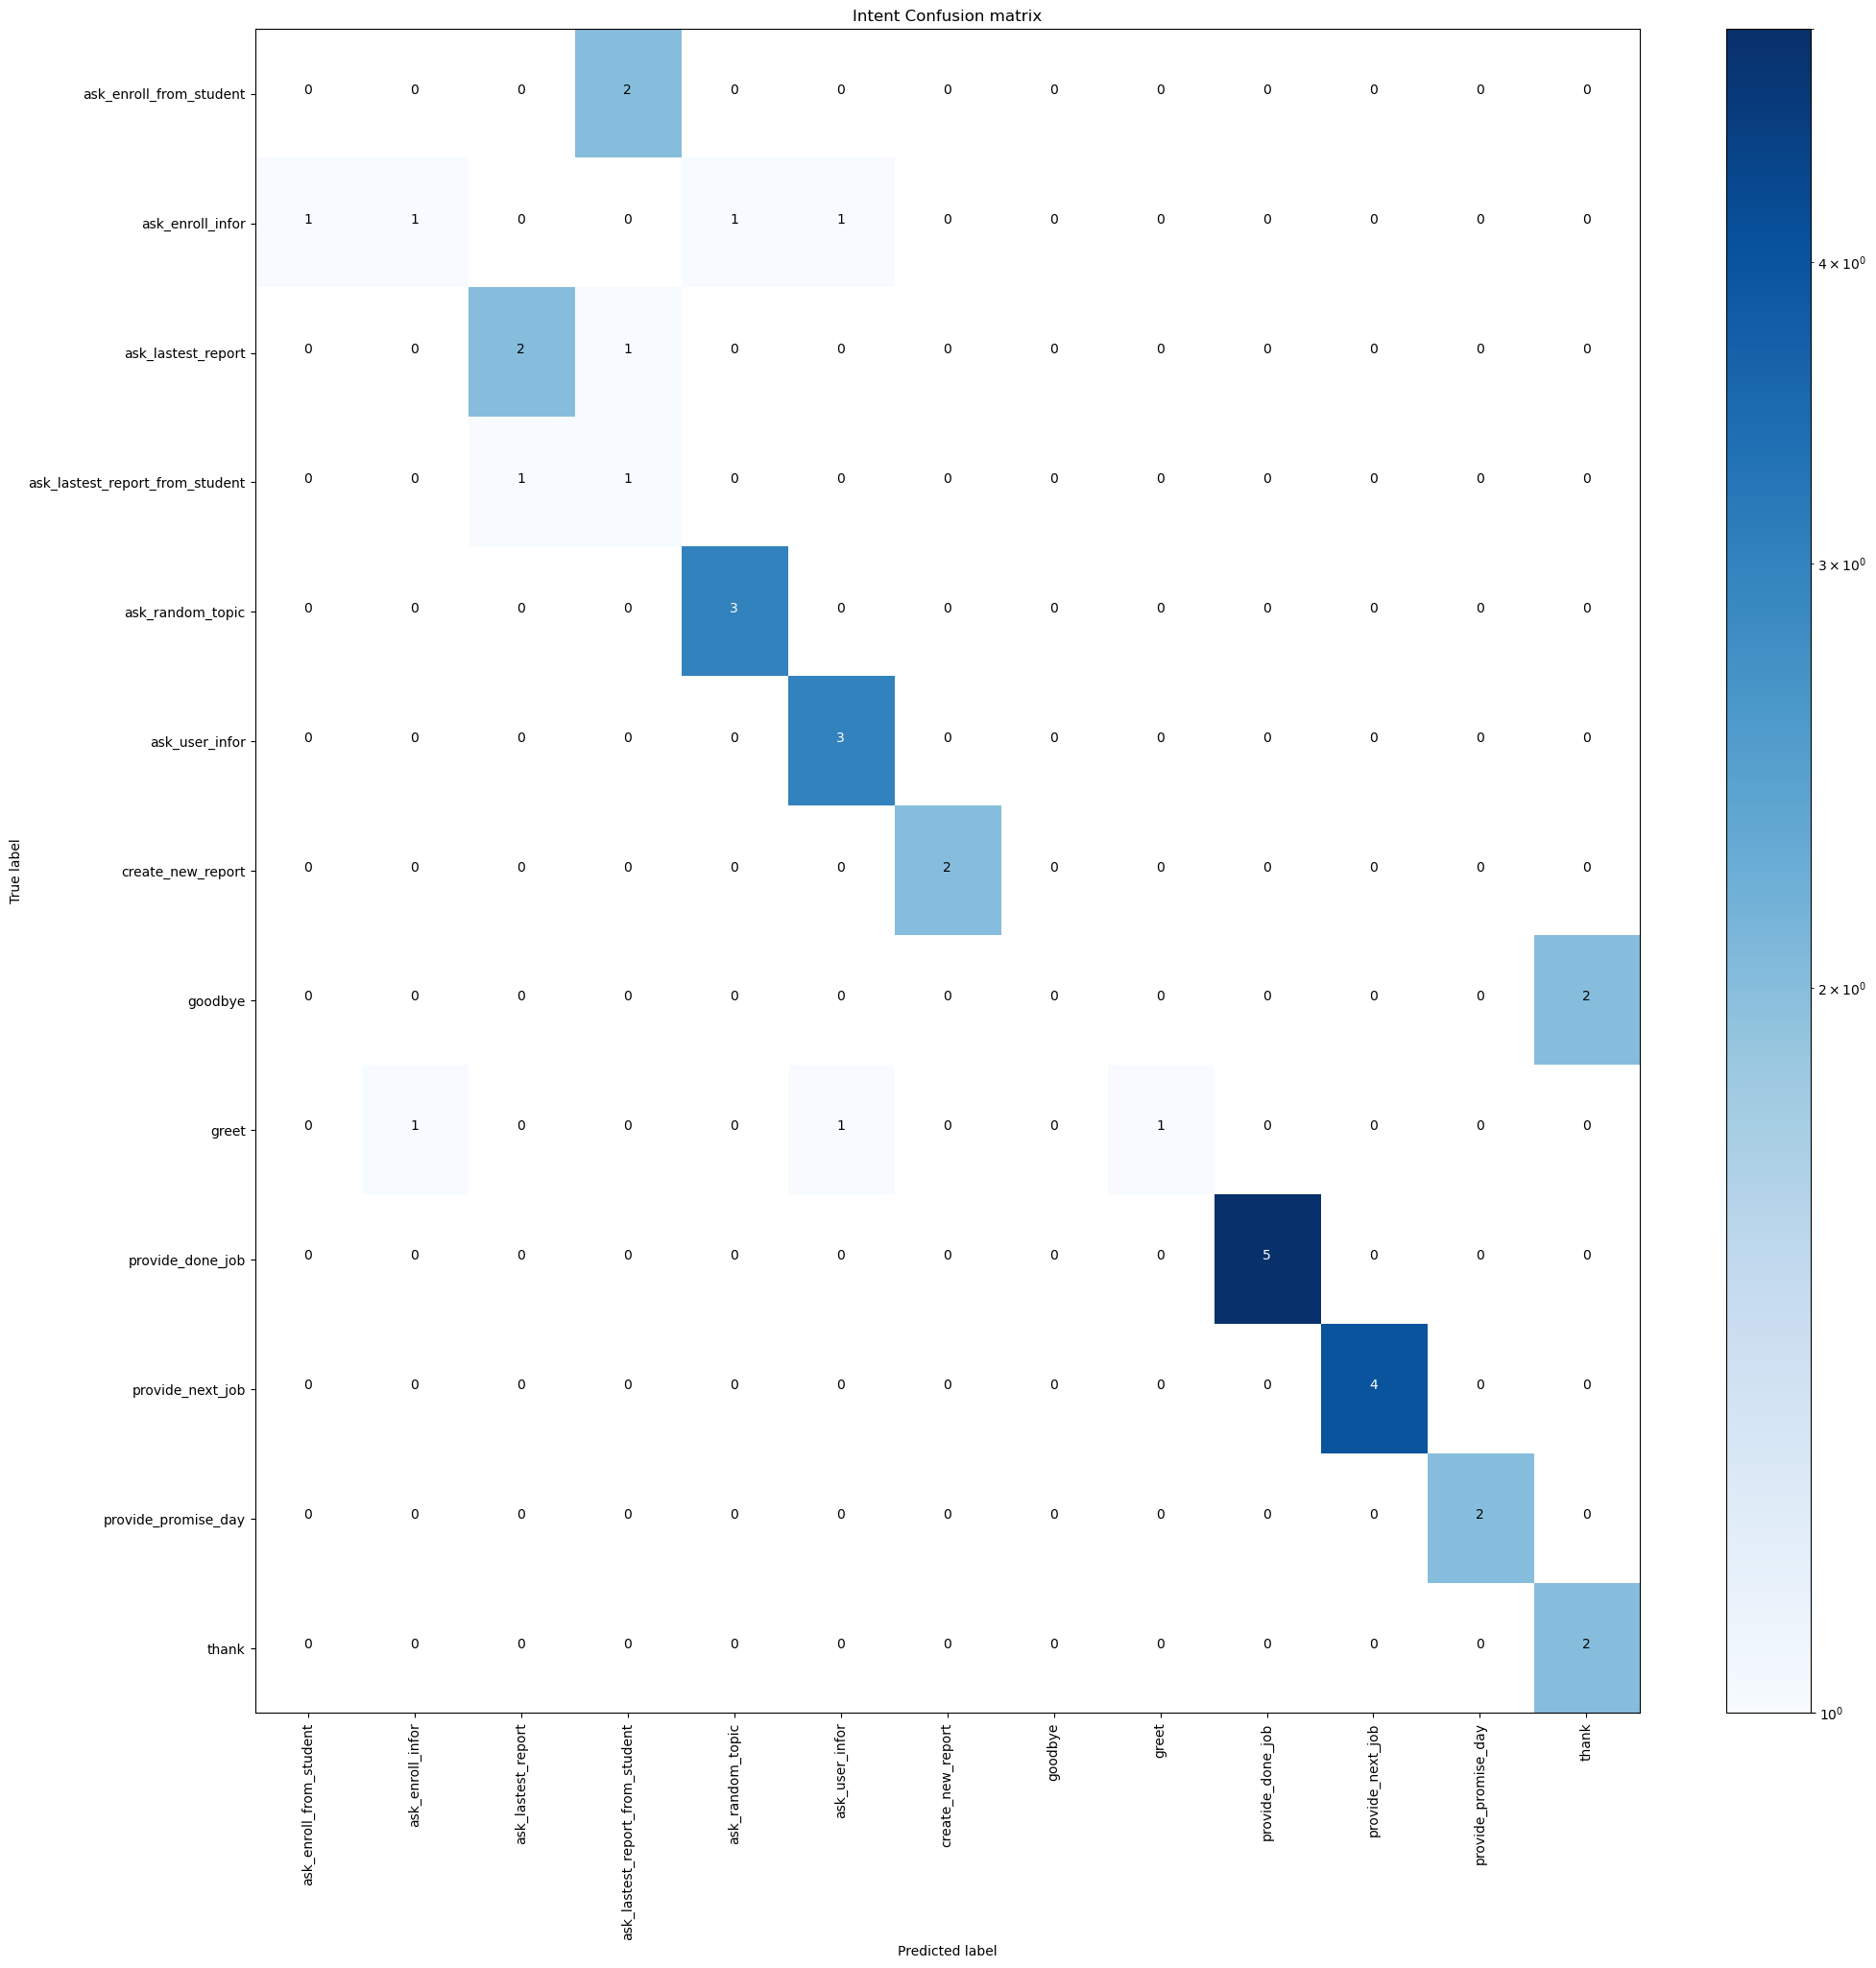 Intent Confusion matrix
ask_enroll_from_student 0 0 0 2 0 0 0 0 0 0 0 0 0
ask_enroll_infor 1 1 0 0 1 1 0 0 0 0 0 0 0
ask_lastest_report 0 0 2 1 0 0 0 0 0 0 0 0 0
ask_lastest_report_from_student 0 0 1 1 0 0 0 0 0 0 0 0 0
ask_random_topic 0 0 0 0 3 0 0 0 0 0 0 0 0
ask_user_infor 0 0 0 0 0 3 0 0 0 0 0 0 0
create_new_report 0 0 0 0 0 0 2 0 0 0 0 0 0
goodbye 0 0 0 0 0 0 0 0 0 0 0 0 2
greet 0 1 0 0 0 1 0 0 1 0 0 0 0
provide_done_job 0 0 0 0 0 0 0 0 0 5 0 0 0
provide_next_job 0 0 0 0 0 0 0 0 0 0 4 0 0
provide_promise_day 0 0 0 0 0 0 0 0 0 0 0 2 0
thank 0 0 0 0 0 0 0 0 0 0 0 0 2
True label
ask_enroll_from_student
ask_enroll_infor
ask_lastest_report
ask_lastest_report_from_student
ask_random_topic
ask_user_infor
create_new_report
goodbye
greet
provide_done_job
provide_next_job
provide_promise_day
thank
Predicted label
4 × 10⁰
3 × 10⁰
2 × 10⁰
10⁰